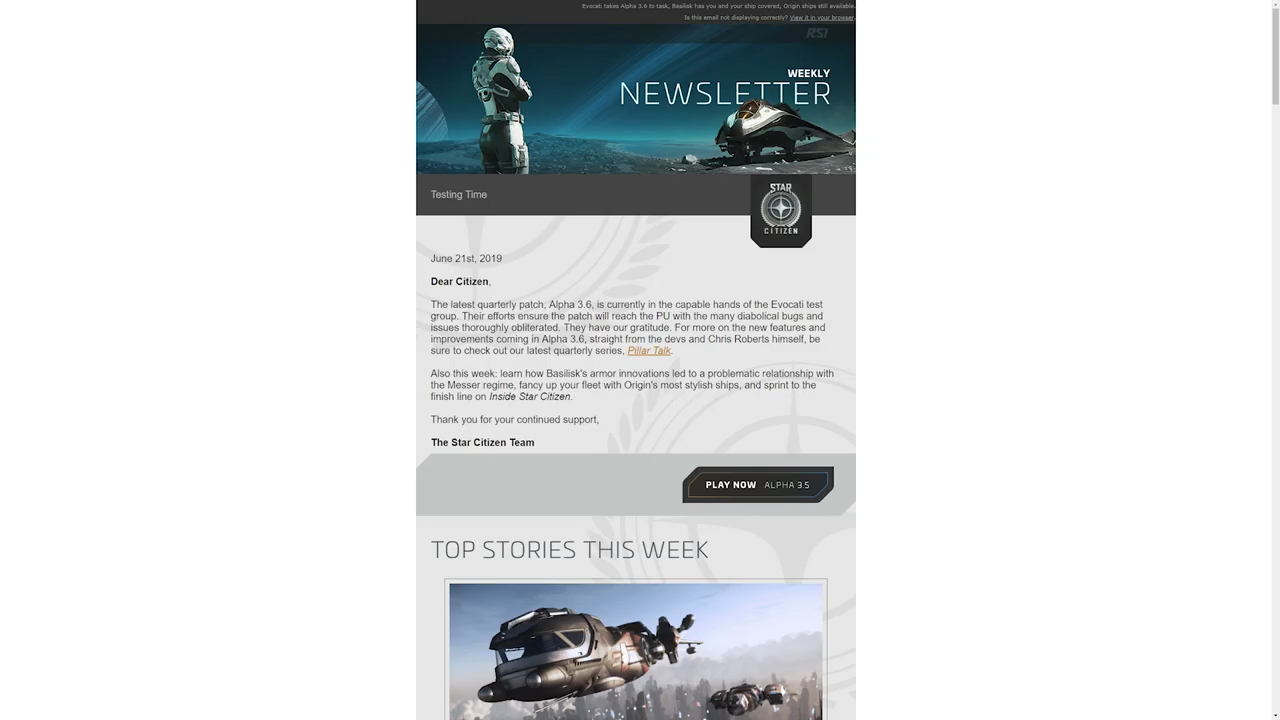 Evocati takes Alpha 3.6 to task, Basilisk has you and your ship covered, Origin ships still available.
Is this email not displaying correctly? View it in your browser.
RSI
WEEKLY
NEWSLETTER
Testing Time
STAR
CITIZEN
June 21st, 2019
Dear Citizen,
The latest quarterly patch, Alpha 3.6, is currently in the capable hands of the Evocati test
group. Their efforts ensure the patch will reach the PU with the many diabolical bugs and
issues thoroughly obliterated. They have our gratitude. For more on the new features and
improvements coming in Alpha 3.6, straight from the devs and Chris Roberts himself, be
sure to check out our latest quarterly series, Pillar Talk.
Also this week: learn how Basilisk's armor innovations led to a problematic relationship with
the Messer regime, fancy up your fleet with Origin's most stylish ships, and sprint to the
finish line on Inside Star Citizen.
Thank you for your continued support,
The Star Citizen Team
PLAY NOW ALPHA 3.5
TOP STORIES THIS WEEK